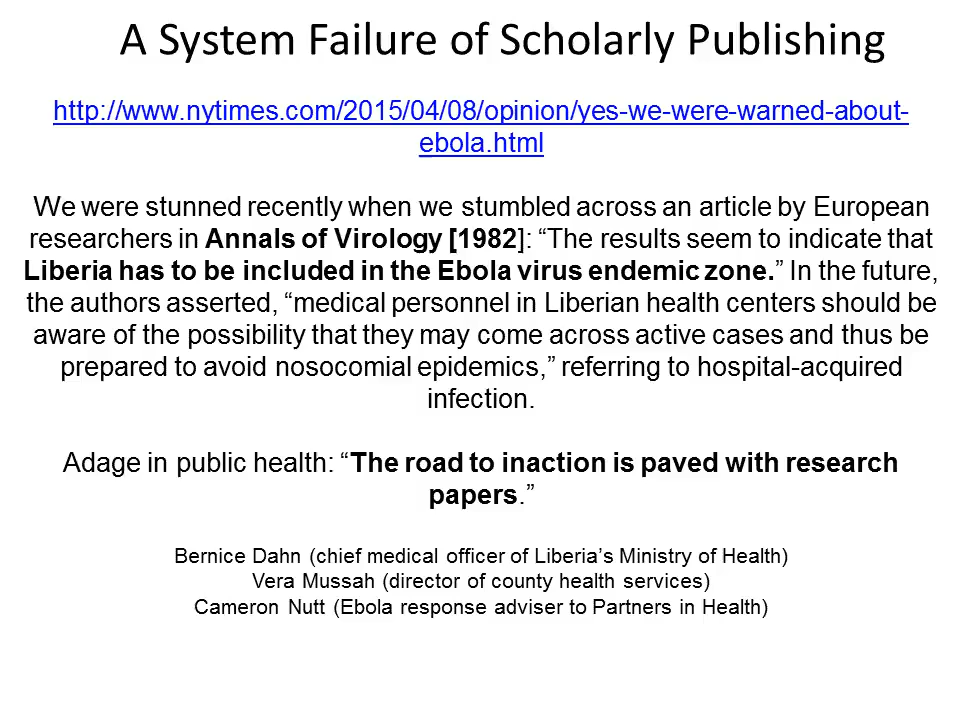 A System Failure of Scholarly Publishing
http://www.nytimes.com/2015/04/08/opinion/yes-we-were-warned-about-
ebola.html
We were stunned recently when we stumbled across an article by European
researchers in Annals of Virology [1982]: “The results seem to indicate that
Liberia has to be included in the Ebola virus endemic zone.” In the future,
the authors asserted, “medical personnel in Liberian health centers should be
aware of the possibility that they may come across active cases and thus be
prepared to avoid nosocomial epidemics,” referring to hospital-acquired
infection.
Adage in public health: “The road to inaction is paved with research
papers.”
Bernice Dahn (chief medical officer of Liberia’s Ministry of Health)
Vera Mussah (director of county health services)
Cameron Nutt (Ebola response adviser to Partners in Health)